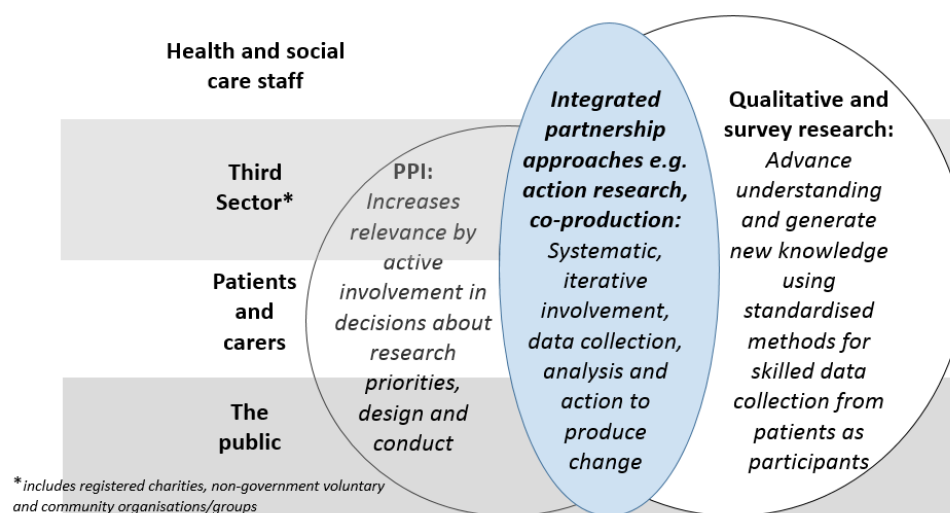 Health and social
care staff
Third
Sector*
Patients
and
carers
The
public
PPI:
Increases
relevance by
active
involvement in
decisions about
research
priorities,
design and
conduct
Integrated
partnership
approaches e.g.
action research,
co-production:
Systematic,
iterative
involvement,
data collection,
analysis and
action to
produce
change
Qualitative and
survey research:
Advance
understanding
and generate
new knowledge
using
standardised
methods for
skilled data
collection from
patients as
participants
*includes registered charities, non-government voluntary
and community organisations/groups